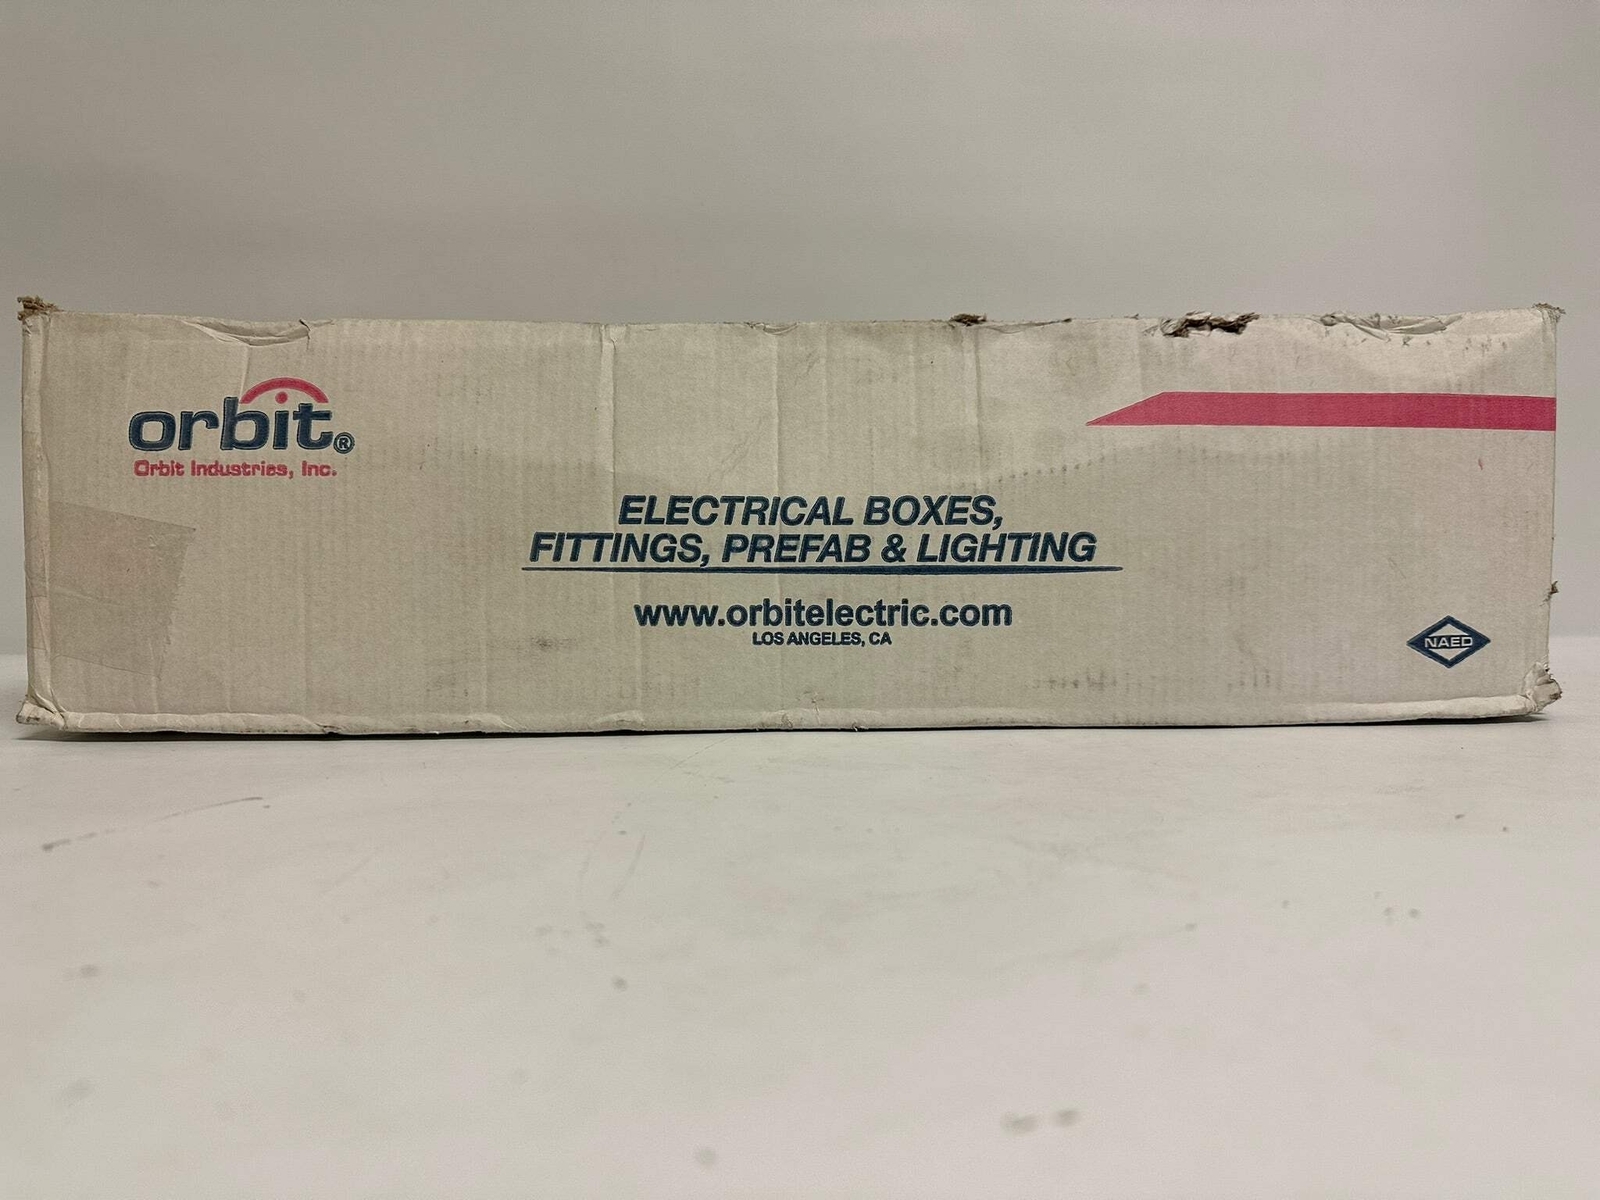 orbit®
Orbit Industries, Inc.
ELECTRICAL BOXES,
FITTINGS, PREFAB & LIGHTING
www.orbitelectric.com
LOS ANGELES, CA
NAED